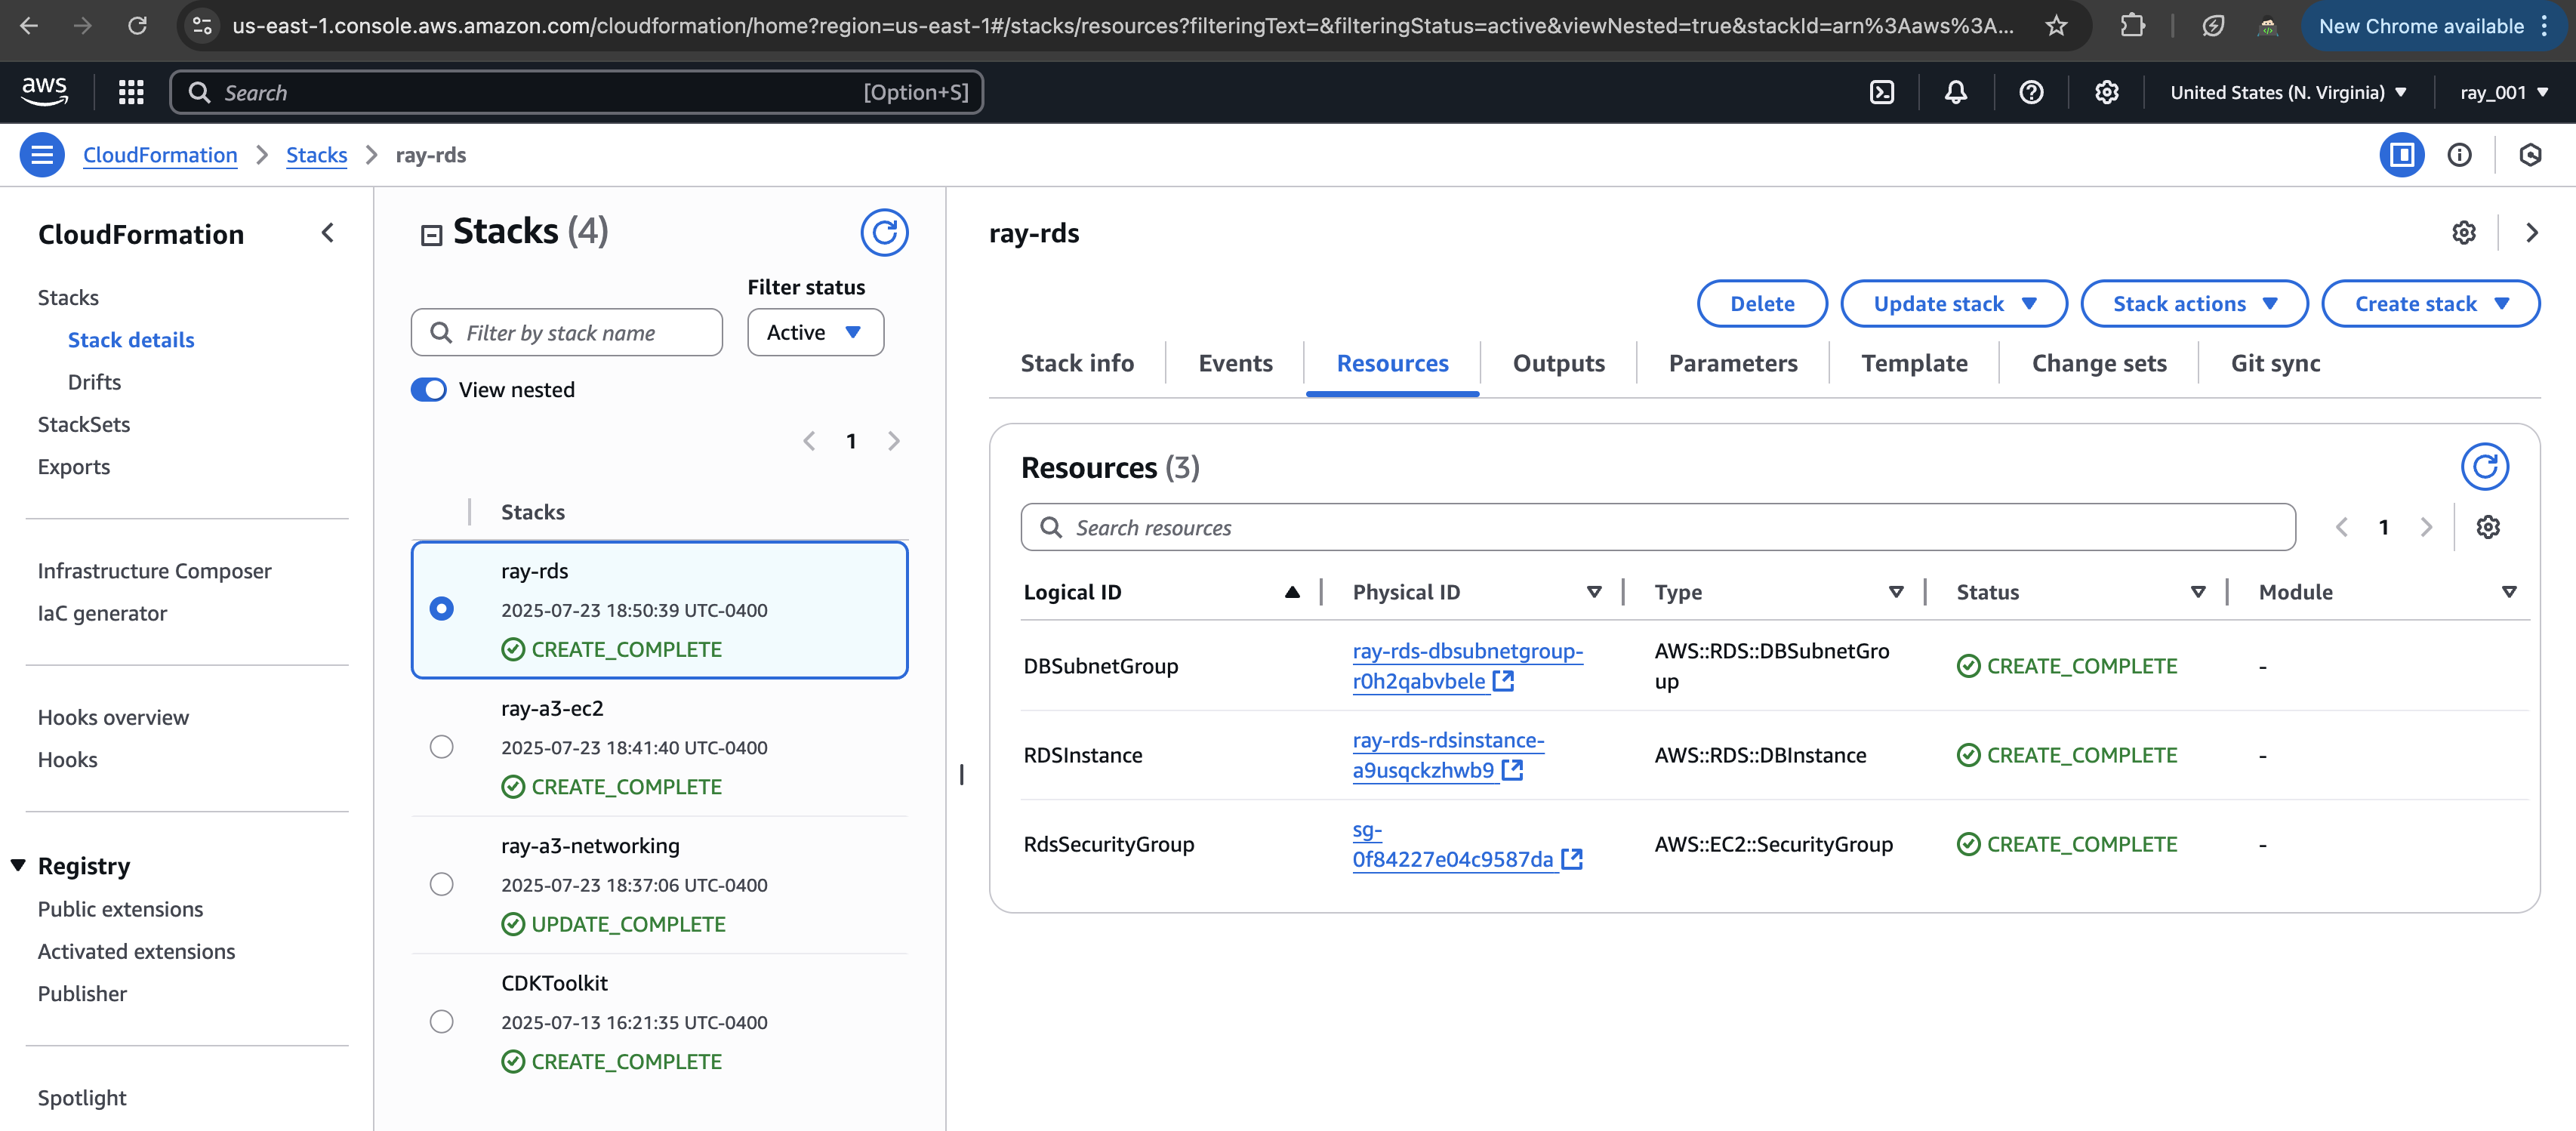 us-east-1.console.aws.amazon.com/cloudformation/home?region=us-east-1#/stacks/resources?filteringText=&filteringStatus=active&viewNested=true&stackId=arn%3Aaws%3A...
New Chrome available
aws
Search
[Option+S]
United States (N. Virginia)
ray_001
CloudFormation
Stacks
ray-rds
CloudFormation
Stacks
Stack details
Drifts
StackSets
Exports
Infrastructure Composer
IaC generator
Hooks overview
Hooks
Registry
Public extensions
Activated extensions
Publisher
Spotlight
Stacks (4)
Filter status
Filter by stack name
Active
View nested
1
Stacks
ray-rds
2025-07-23 18:50:39 UTC-0400
CREATE_COMPLETE
ray-a3-ec2
2025-07-23 18:41:40 UTC-0400
CREATE_COMPLETE
ray-a3-networking
2025-07-23 18:37:06 UTC-0400
UPDATE_COMPLETE
CDKToolkit
2025-07-13 16:21:35 UTC-0400
CREATE_COMPLETE
ray-rds
Delete
Update stack
Stack actions
Create stack
Stack info
Events
Resources
Outputs
Parameters
Template
Change sets
Git sync
Resources (3)
Search resources
1
Logical ID
Physical ID
Type
Status
Module
DBSubnetGroup
ray-rds-dbsubnetgroup-
r0h2qabvbele
AWS::RDS::DBSubnetGro
up
CREATE_COMPLETE
-
RDSInstance
ray-rds-rdsinstance-
a9usqckzhwb9
AWS::RDS::DBInstance
CREATE_COMPLETE
-
RdsSecurityGroup
sg-
0f84227e04c9587da
AWS::EC2::SecurityGroup
CREATE_COMPLETE
-